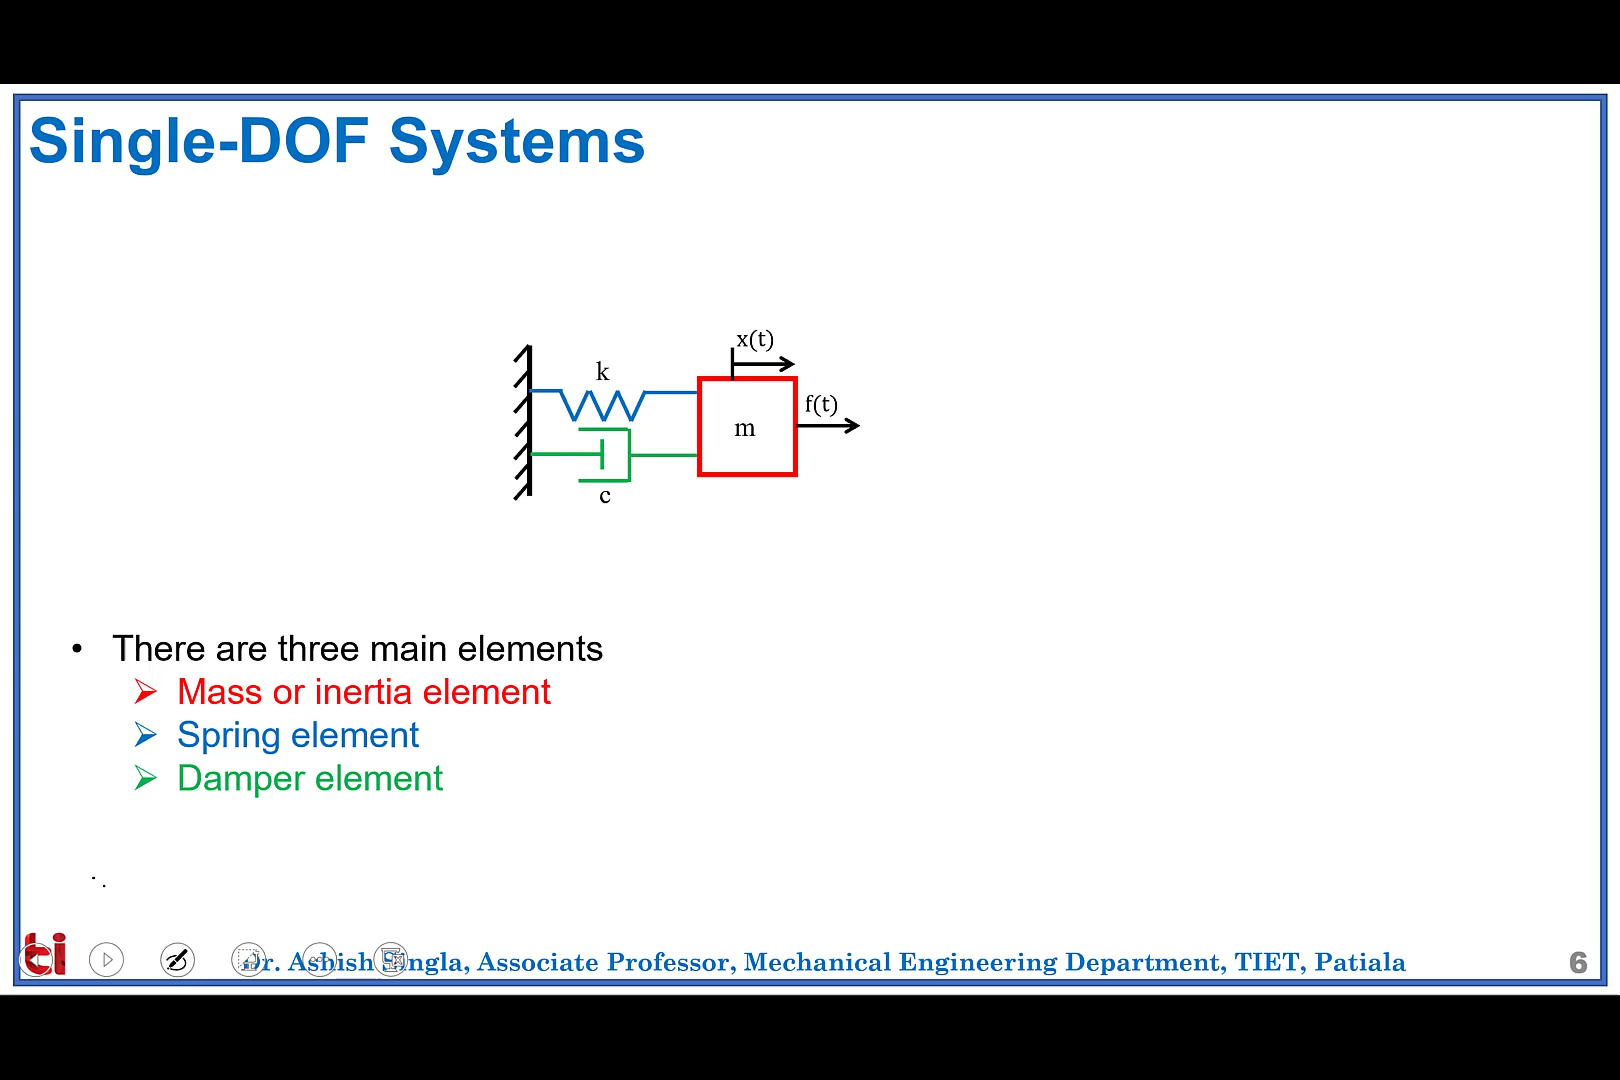 Single-DOF Systems
x(t)
k
f(t)
m
c
• There are three main elements
➢ Mass or inertia element
➢ Spring element
➢ Damper element
ti
Dr. Ashish Singla, Associate Professor, Mechanical Engineering Department, TIET, Patiala
6